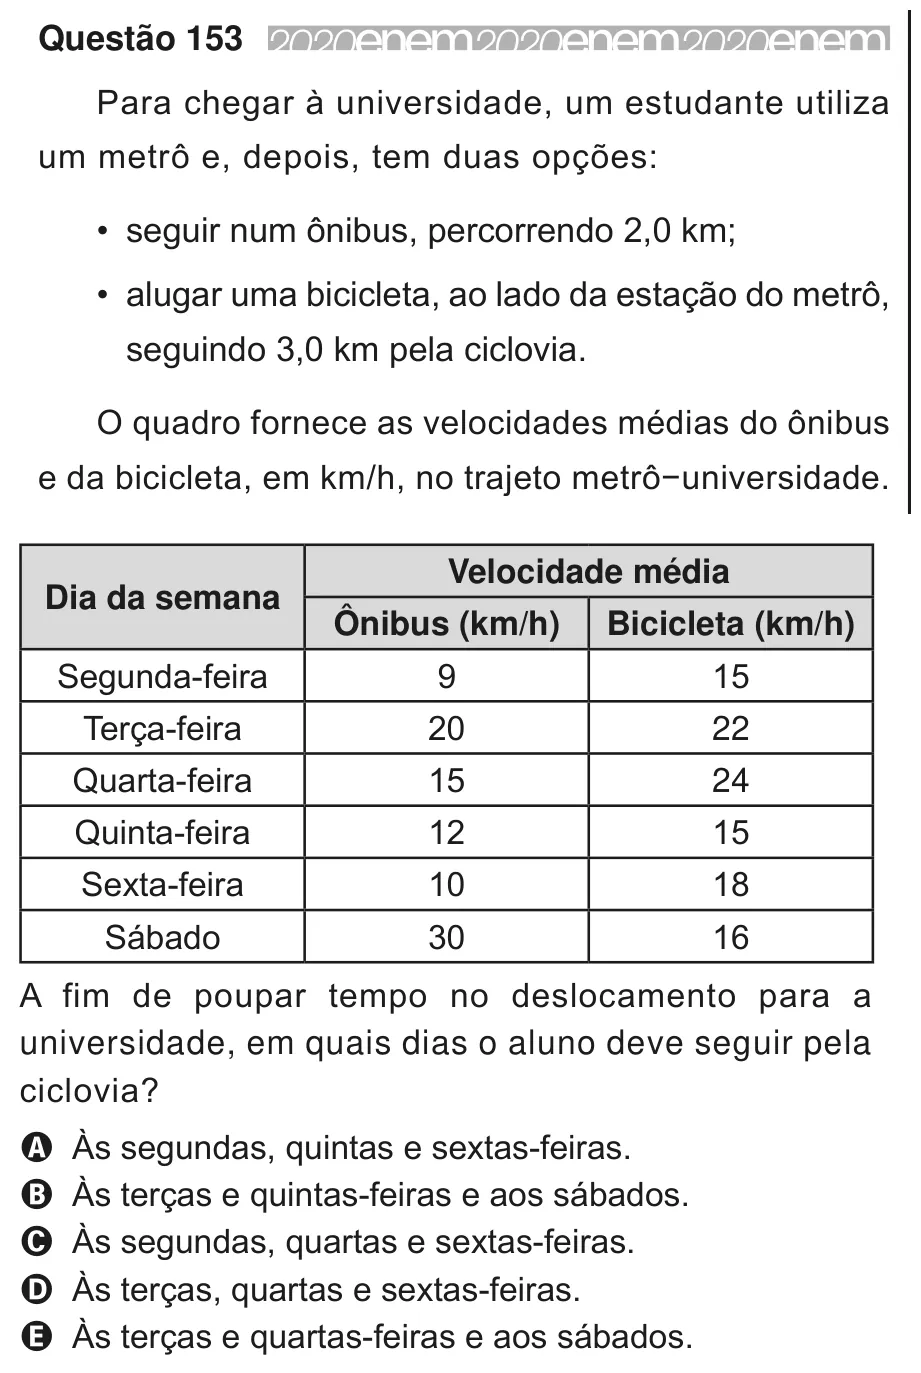 Questão 153 2020enem2020enem2020enem
Para chegar à universidade, um estudante utiliza
um metrô e, depois, tem duas opções:
• seguir num ônibus, percorrendo 2,0 km;
• alugar uma bicicleta, ao lado da estação do metrô,
seguindo 3,0 km pela ciclovia.
O quadro fornece as velocidades médias do ônibus
e da bicicleta, em km/h, no trajeto metrô−universidade.
Dia da semana
Velocidade média
Ônibus (km/h) Bicicleta (km/h)
Segunda-feira 9 15
Terça-feira 20 22
Quarta-feira 15 24
Quinta-feira 12 15
Sexta-feira 10 18
Sábado 30 16
A fim de poupar tempo no deslocamento para a
universidade, em quais dias o aluno deve seguir pela
ciclovia?
A Às segundas, quintas e sextas-feiras.
B Às terças e quintas-feiras e aos sábados.
C Às segundas, quartas e sextas-feiras.
D Às terças, quartas e sextas-feiras.
E Às terças e quartas-feiras e aos sábados.